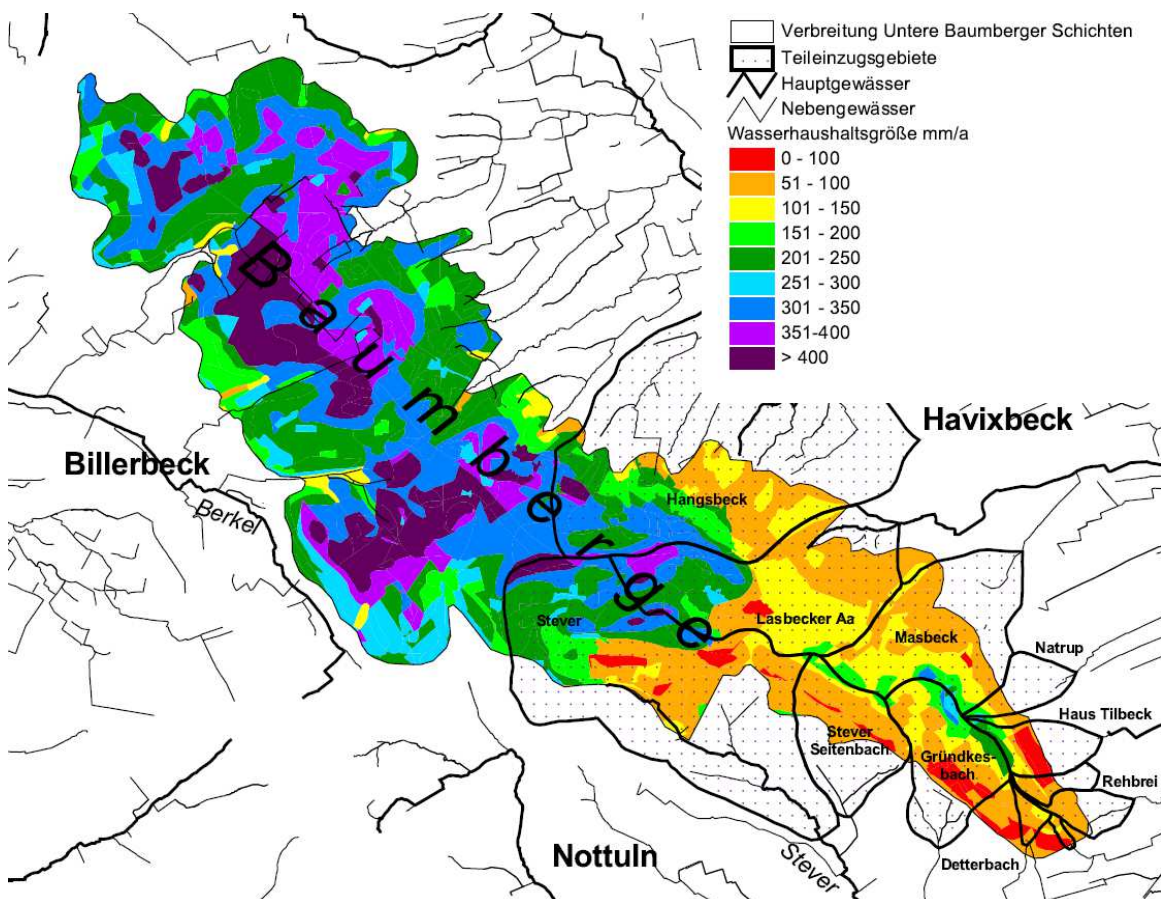 Verbreitung Untere Baumberger Schichten
Teileinzugsgebiete
Hauptgewässer
Nebengewässer
Wasserhaushaltsgröße mm/a
0 - 100
51 - 100
101 - 150
151 - 200
201 - 250
251 - 300
301 - 350
351-400
> 400
Baumberge
Havixbeck
Billerbeck
Berkel
Hangsbeck
Stever
Lasbecker Aa
Masbeck
Natrup
Haus Tilbeck
Stever
Seitenbach
Gründkes-
bach
Rehbrei
Detterbach
Nottuln
Stever